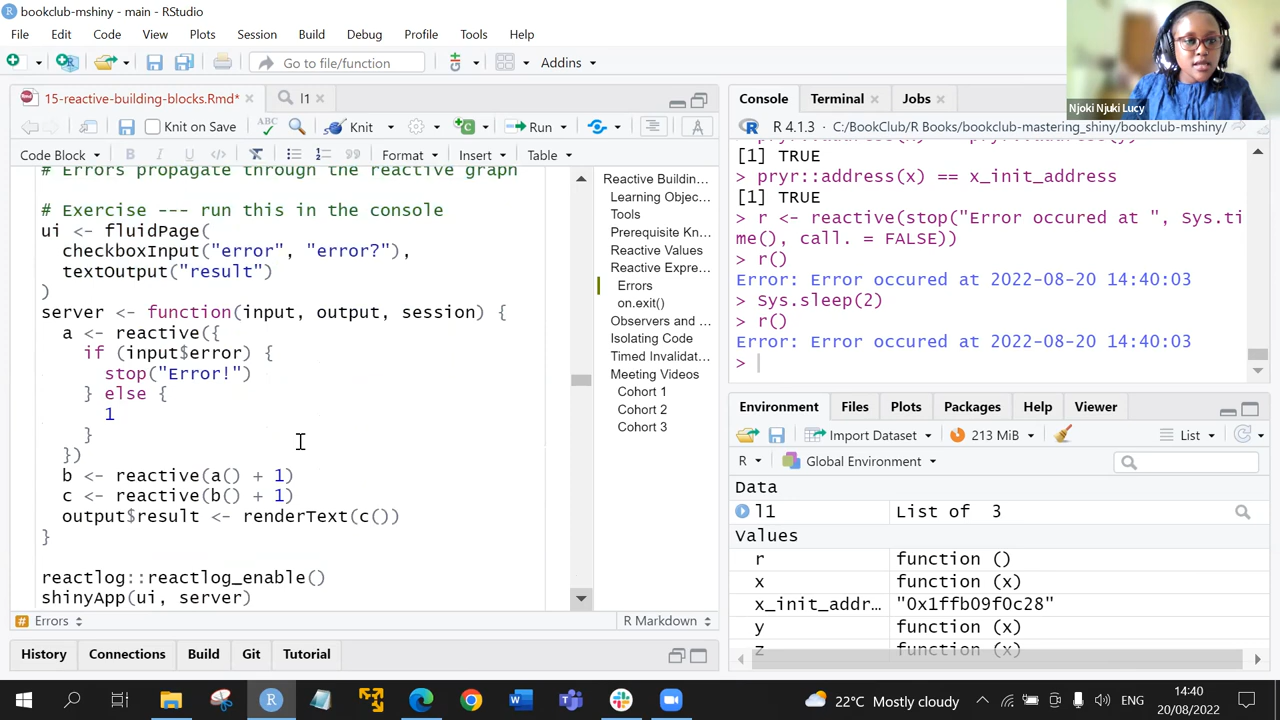 bookclub-mshiny - main - RStudio
File Edit Code View Plots Session Build Debug Profile Tools Help
Go to file/function Addins
15-reactive-building-blocks.Rmd* l1
Knit on Save Knit Run
Code Block B I U Format Insert Table
# Errors propagate through the reactive graph
# Exercise --- run this in the console
ui <- fluidPage(
checkboxInput("error", "error?"),
textOutput("result")
)
server <- function(input, output, session) {
a <- reactive({
if (input$error) {
stop("Error!")
} else {
1
}
})
b <- reactive(a() + 1)
c <- reactive(b() + 1)
output$result <- renderText(c())
}
reactlog::reactlog_enable()
shinyApp(ui, server)
# Errors R Markdown
Reactive Buildin...
Learning Objec...
Tools
Prerequisite Kn...
Reactive Values
Reactive Expre...
Errors
on.exit()
Observers and ...
Isolating Code
Timed Invalidat...
Meeting Videos
Cohort 1
Cohort 2
Cohort 3
History Connections Build Git Tutorial
Console Terminal Jobs
Njoki Njuki Lucy
R 4.1.3 · C:/BookClub/R Books/bookclub-mastering_shiny/bookclub-mshiny/
[1] TRUE
> pryr::address(x) == x_init_address
[1] TRUE
> r <- reactive(stop("Error occured at ", Sys.ti
me(), call. = FALSE))
> r()
Error: Error occured at 2022-08-20 14:40:03
> Sys.sleep(2)
> r()
Error: Error occured at 2022-08-20 14:40:03
>
Environment Files Plots Packages Help Viewer
Import Dataset 213 MiB List
R Global Environment
Data
l1 List of 3
Values
r function ()
x function (x)
x_init_addr... "0x1ffb09f0c28"
y function (x)
z function (x)
22°C Mostly cloudy ENG 14:40
20/08/2022